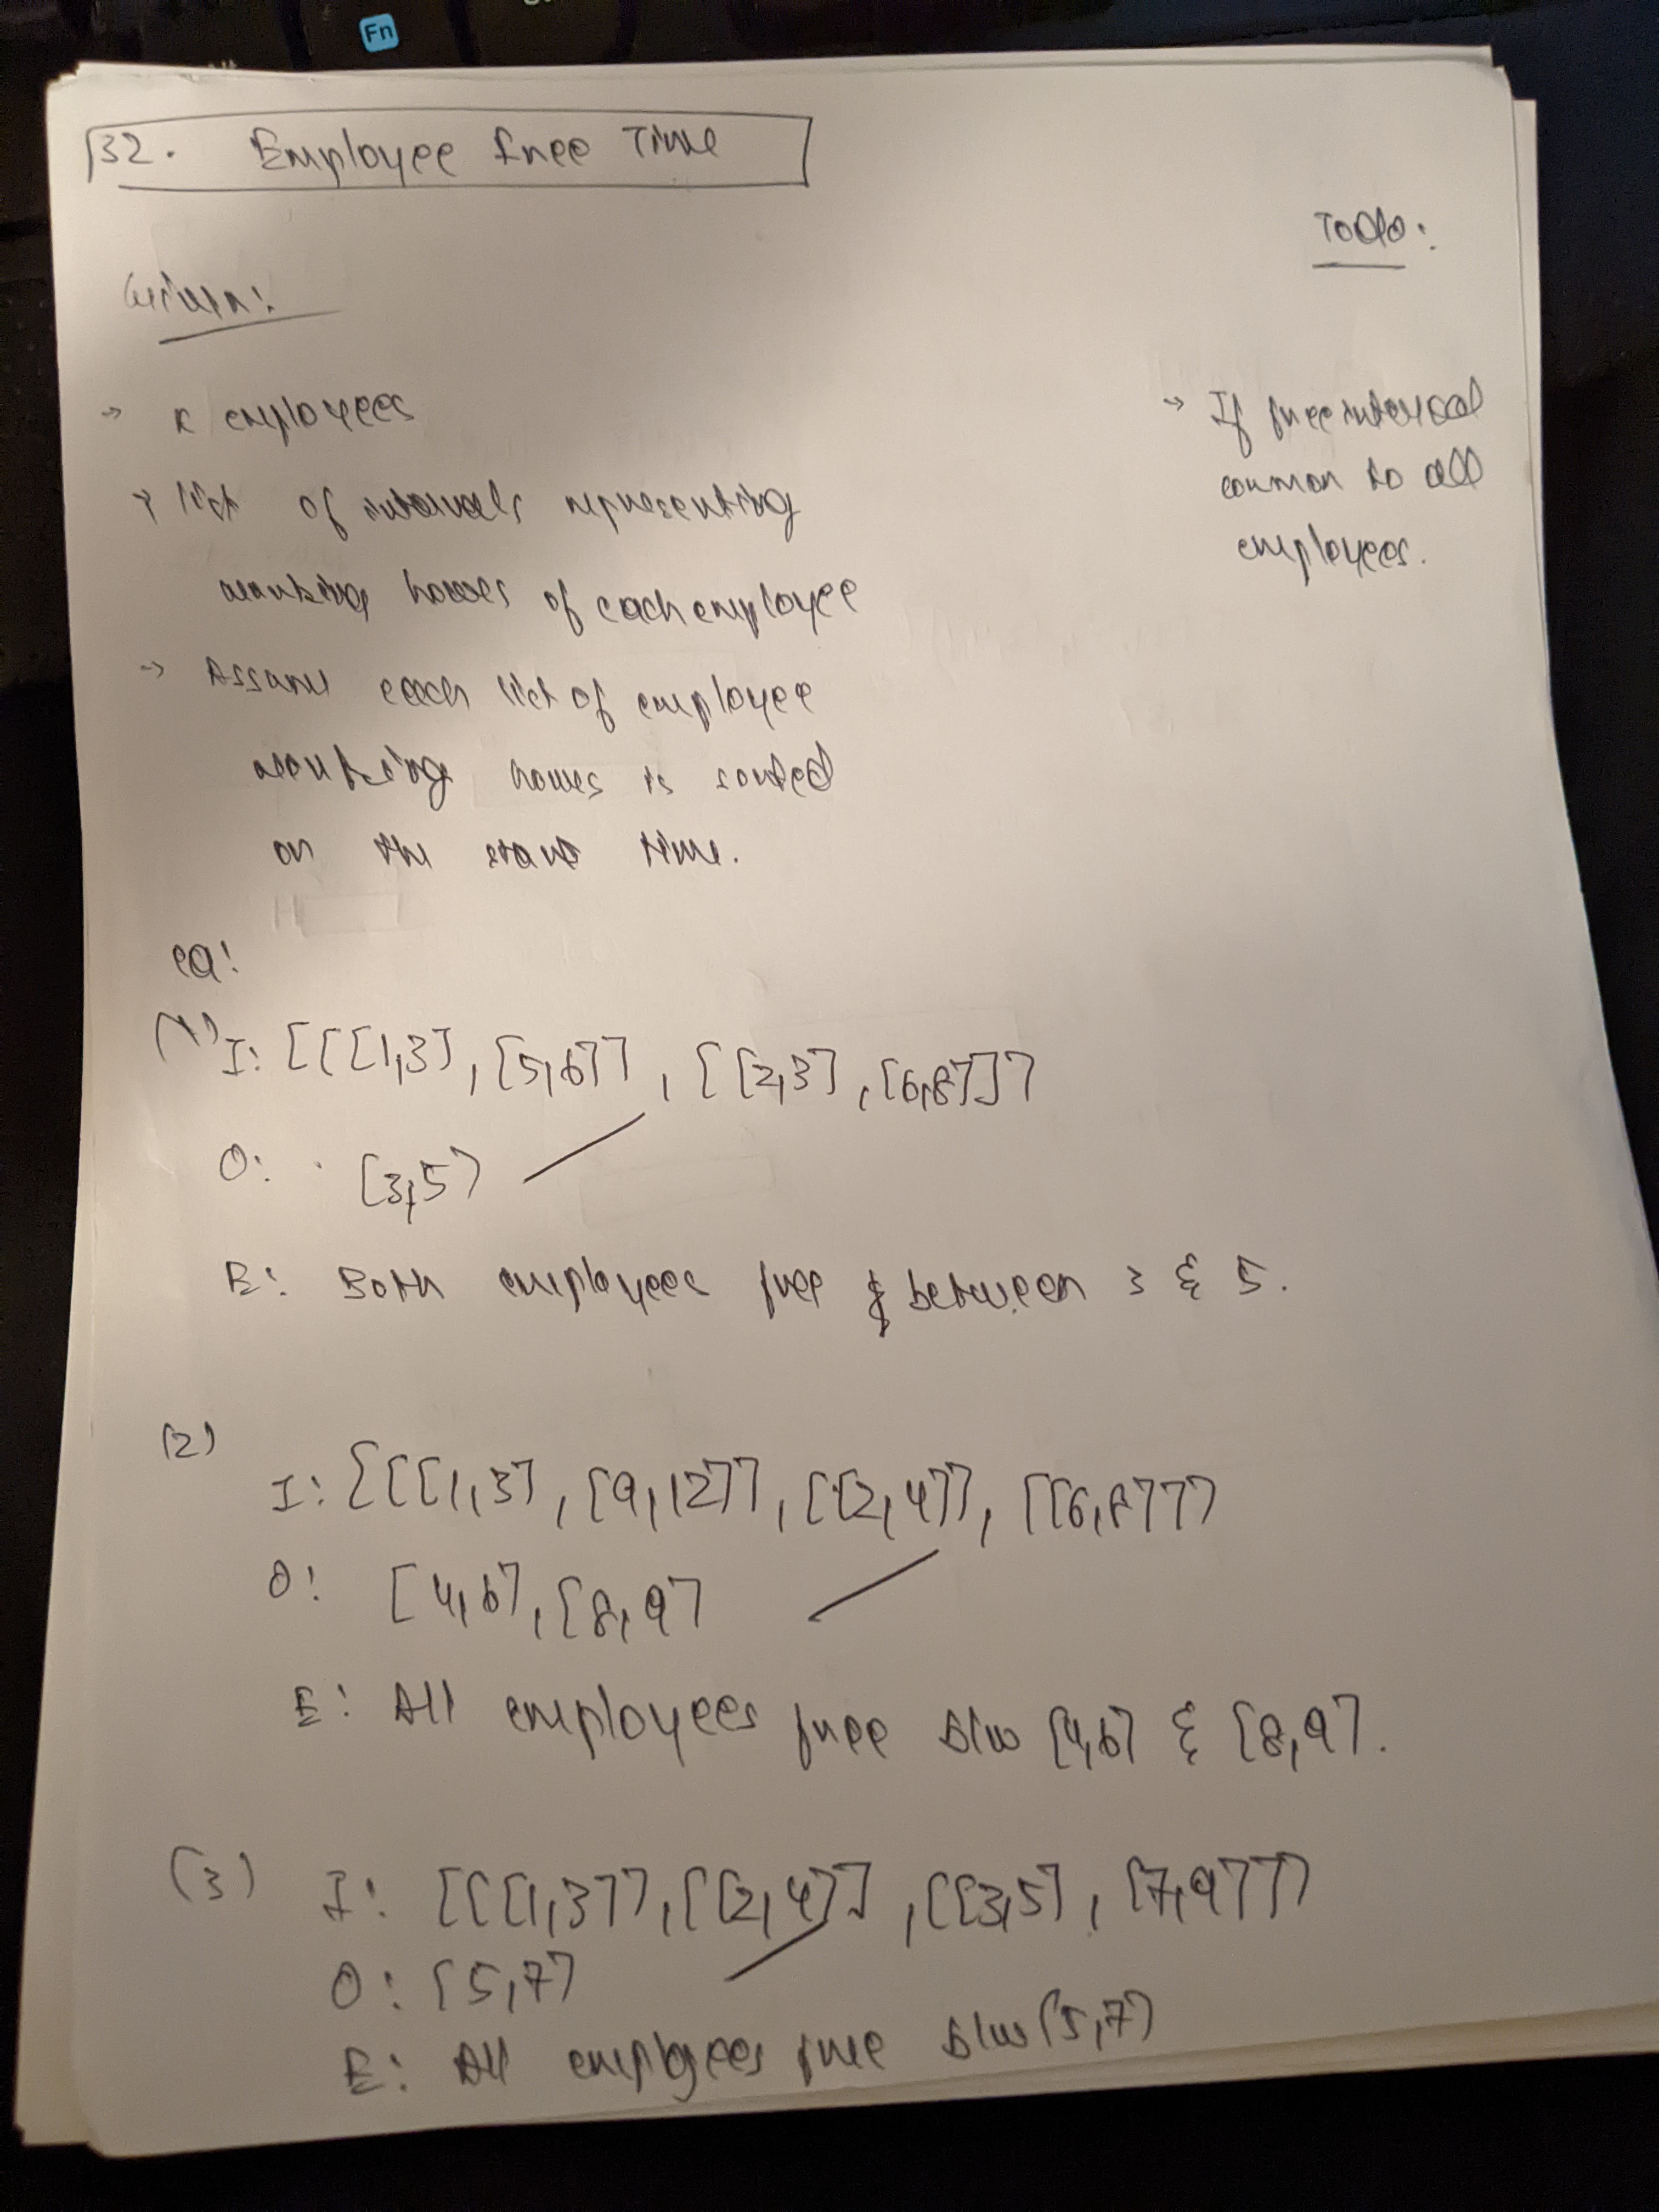 Fn
132. Employee free Time
ToDo:
Given:
→ K employees
→ If free interval
common to all
employees.
→ list of intervals representing
working hours of each employee
→ Assume each list of employee
working hours is sorted
on the start time.
eg:
(1) I: [[[1,3], [5,6]], [[2,3], [6,8]]]
O: [3,5]
E: Both employees free between 3 & 5.
(2)
I: [[[1,3], [9,12]], [[2,4]], [[6,8]]]
O: [4,6], [8,9]
E: All employees free b/w [4,6] & [8,9].
(3) I: [[[1,3]], [[2,4]], [[3,5], [7,9]]]
O: [5,7]
E: All employees free b/w (5,7)